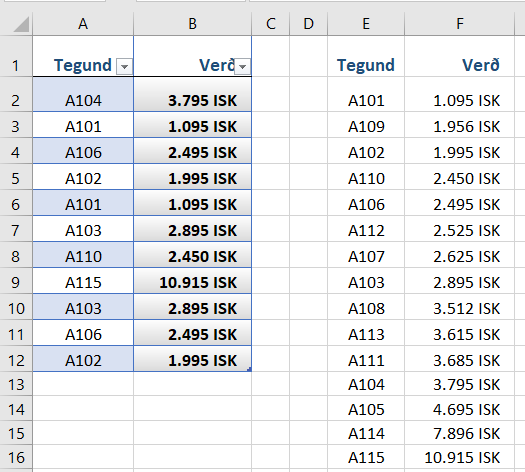 A B C D E F
1 Tegund Verð Tegund Verð
2 A104 3.795 ISK A101 1.095 ISK
3 A101 1.095 ISK A109 1.956 ISK
4 A106 2.495 ISK A102 1.995 ISK
5 A102 1.995 ISK A110 2.450 ISK
6 A101 1.095 ISK A106 2.495 ISK
7 A103 2.895 ISK A112 2.525 ISK
8 A110 2.450 ISK A107 2.625 ISK
9 A115 10.915 ISK A103 2.895 ISK
10 A103 2.895 ISK A108 3.512 ISK
11 A106 2.495 ISK A113 3.615 ISK
12 A102 1.995 ISK A111 3.685 ISK
13 A104 3.795 ISK
14 A105 4.695 ISK
15 A114 7.896 ISK
16 A115 10.915 ISK